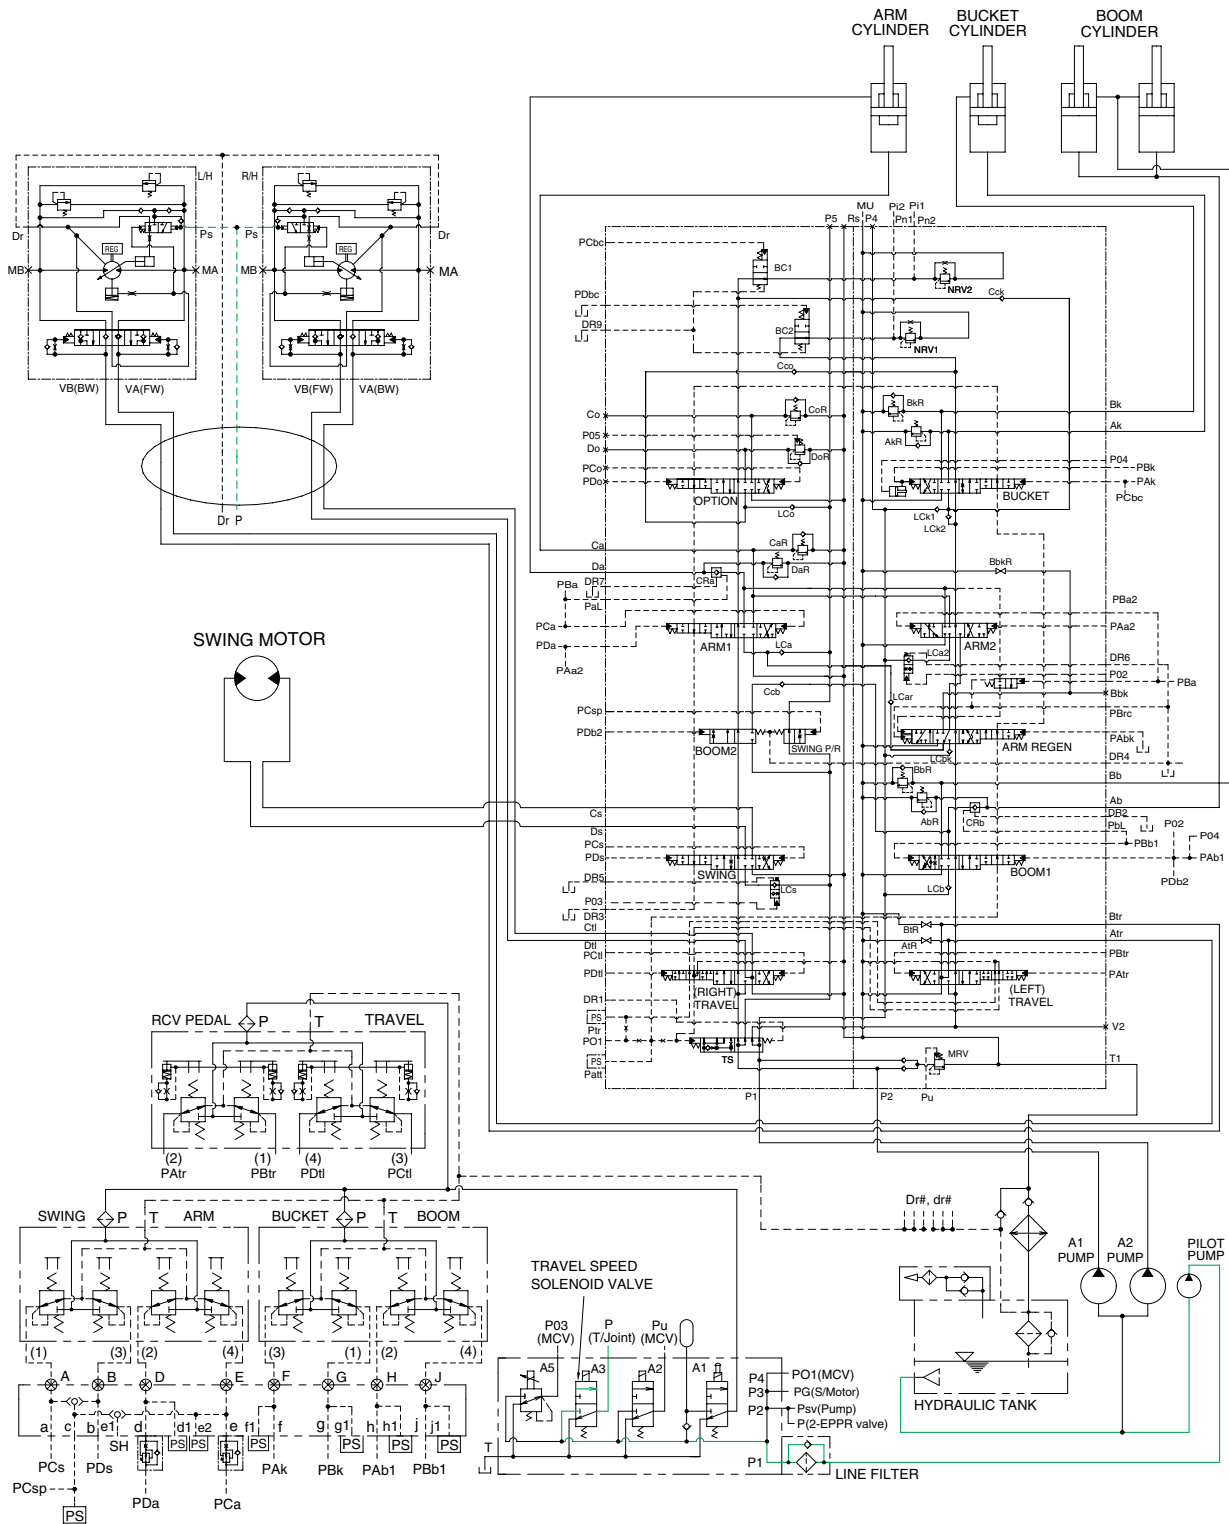 ARM
CYLINDER
BUCKET
CYLINDER
BOOM
CYLINDER
L/H
R/H
Dr
Ps
Ps
Dr
REG
REG
MB
MA
MB
MA
VB(BW)
VA(FW)
VB(FW)
VA(BW)
Dr P
P5
Rs
MU
P4
Pi2
Pn1
Pi1
Pn2
PCbc
BC1
NRV2
Cck
PDbc
DR9
BC2
NRV1
Cco
Co
CoR
BkR
Bk
P05
AkR
Ak
Do
DoR
PCo
P04
PBk
PDo
PAk
OPTION
BUCKET
PCbc
LCo
LCk1
LCk2
Ca
CaR
Da
DaR
BbkR
CRa
PBa
DR7
PaL
PBa2
PCa
PAa2
ARM1
ARM2
PDa
LCa
LCa2
DR6
PAa2
P02
Ccb
PBa
LCar
Bbk
PCsp
PBrc
PDb2
PAbk
BOOM2
SWING P/R
ARM REGEN
LCbk
DR4
BbR
Bb
Ab
Cs
AbR
CRb
DR2
PbL
Ds
P02
P04
PCs
PBb1
PDs
PAb1
SWING
BOOM1
PDb2
DR5
LCs
LCb
P03
DR3
Ctl
BtR
Btr
Dtl
AtR
Atr
PCtl
PBtr
PDtl
PAtr
(RIGHT)
TRAVEL
(LEFT)
TRAVEL
DR1
PS
Ptr
PO1
V2
TS
PS
Patt
MRV
T1
P1
P2
Pu
SWING MOTOR
RCV PEDAL
P
T
TRAVEL
(2)
(1)
(4)
(3)
PAtr
PBtr
PDtl
PCtl
SWING
P
T
ARM
BUCKET
P
T
BOOM
(1)
(3)
(2)
(4)
(3)
(1)
(2)
(4)
A
B
D
E
F
G
H
J
a
c
b
e1
d
d1
e2
e
f1
f
g
g1
h
h1
j
j1
SH
PS
PS
PS
PS
PS
PS
PCs
PDs
PAk
PBk
PAb1
PBb1
PCsp
PDa
PCa
PS
TRAVEL SPEED
SOLENOID VALVE
P03
(MCV)
P
(T/Joint)
Pu
(MCV)
A5
A3
A2
A1
P4
PO1(MCV)
P3
PG(S/Motor)
P2
Psv(Pump)
P(2-EPPR valve)
T
P1
LINE FILTER
Dr#, dr#
A1
PUMP
A2
PUMP
PILOT
PUMP
HYDRAULIC TANK